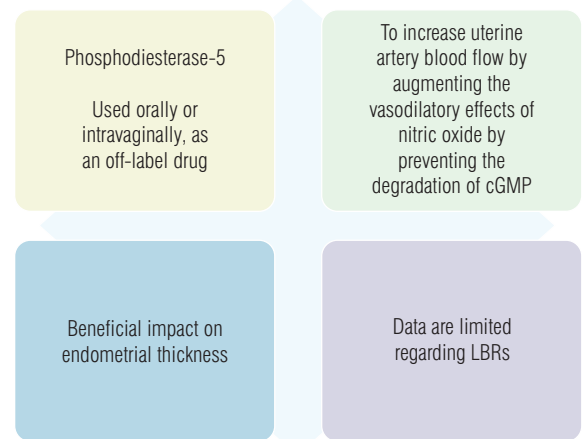 Phosphodiesterase-5
Used orally or
intravaginally, as
an off-label drug
To increase uterine
artery blood flow by
augmenting the
vasodilatory effects of
nitric oxide by
preventing the
degradation of cGMP
Beneficial impact on
endometrial thickness
Data are limited
regarding LBRs